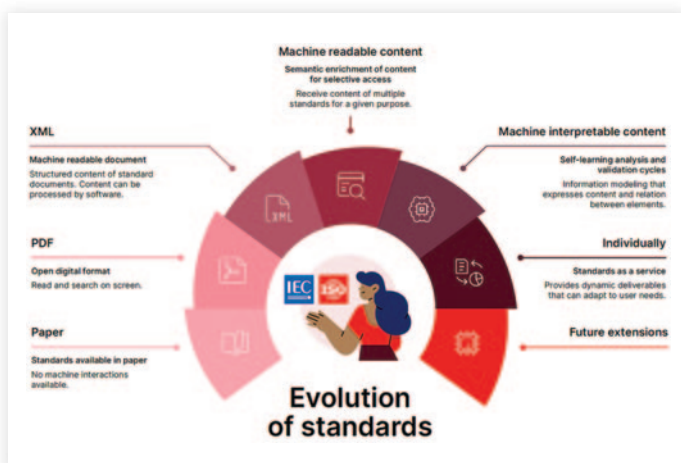 Machine readable content
Semantic enrichment of content
for selective access
Receive content of multiple
standards for a given purpose.
XML
Machine readable document
Structured content of standard
documents. Content can be
processed by software.
Machine interpretable content
Self-learning analysis and
validation cycles
Information modeling that
expresses content and relation
between elements.
XML
PDF
Open digital format
Read and search on screen.
Individually
Standards as a service
Provides dynamic deliverables
that can adapt to user needs.
IEC
ISO
Paper
Standards available in paper
No machine interactions
available.
Future extensions
Evolution
of standards